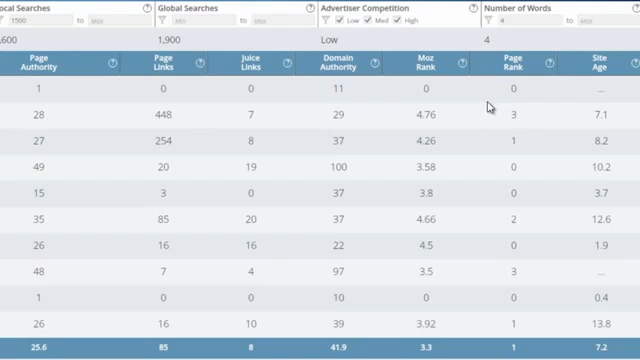 ocal Searches ? Global Searches ? Advertiser Competition ? Number of Words
1500 to Max Min to Max Low Med High 4 to Max
,600 1,900 Low 4
Page Authority ? Page Links ? Juice Links ? Domain Authority ? Moz Rank ? Page Rank ? Site Age ?
1 0 0 11 0 0 ...
28 448 7 29 4.76 3 7.1
27 254 8 37 4.26 1 8.2
49 20 19 100 3.58 0 10.2
15 3 0 37 3.8 0 3.7
35 85 20 37 4.66 2 12.6
26 16 16 22 4.5 0 1.9
48 7 4 97 3.5 3 ...
1 0 0 10 0 0 0.4
26 16 10 39 3.92 1 13.8
25.6 85 8 41.9 3.3 1 7.2